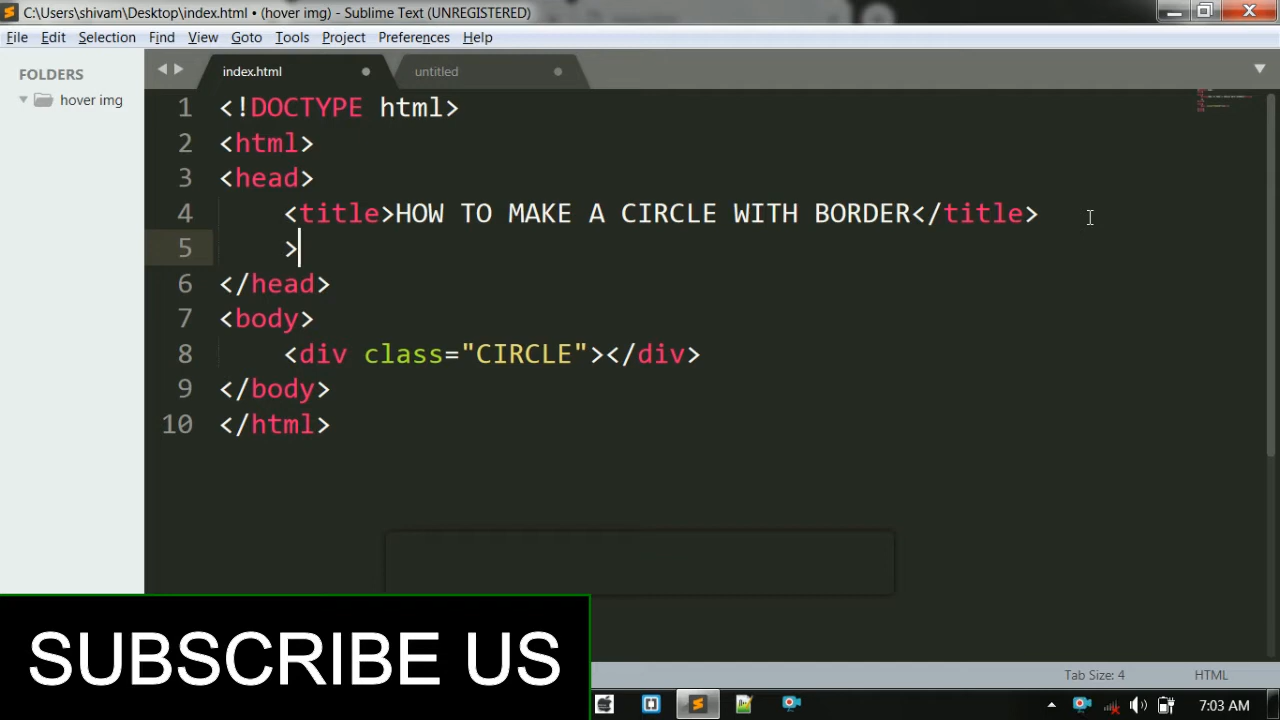 C:\Users\shivam\Desktop\index.html • (hover img) - Sublime Text (UNREGISTERED)
File Edit Selection Find View Goto Tools Project Preferences Help
FOLDERS
hover img
index.html
untitled
1 <!DOCTYPE html>
2 <html>
3 <head>
4 <title>HOW TO MAKE A CIRCLE WITH BORDER</title>
5 >
6 </head>
7 <body>
8 <div class="CIRCLE"></div>
9 </body>
10 </html>
SUBSCRIBE US
Tab Size: 4 HTML
7:03 AM